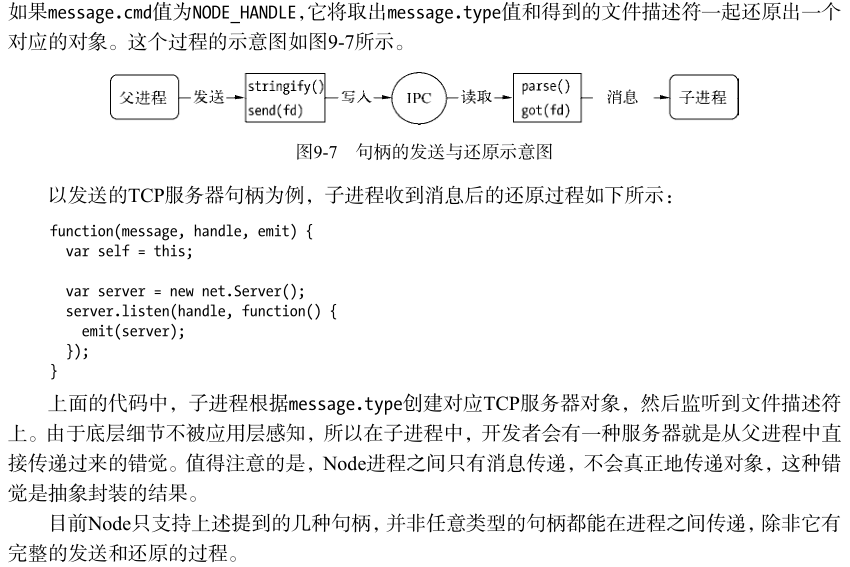 如果message.cmd值为NODE_HANDLE,它将取出message.type值和得到的文件描述符一起还原出一个
对应的对象。这个过程的示意图如图9-7所示。
父进程 发送 stringify() send(fd) 写入 IPC 读取 parse() got(fd) 消息 子进程
图9-7 句柄的发送与还原示意图
以发送的TCP服务器句柄为例，子进程收到消息后的还原过程如下所示：
function(message, handle, emit) {
  var self = this;

  var server = new net.Server();
  server.listen(handle, function() {
    emit(server);
  });
}
上面的代码中，子进程根据message.type创建对应TCP服务器对象，然后监听到文件描述符
上。由于底层细节不被应用层感知，所以在子进程中，开发者会有一种服务器就是从父进程中直
接传递过来的错觉。值得注意的是，Node进程之间只有消息传递，不会真正地传递对象，这种错
觉是抽象封装的结果。
目前Node只支持上述提到的几种句柄，并非任意类型的句柄都能在进程之间传递，除非它有
完整的发送和还原的过程。